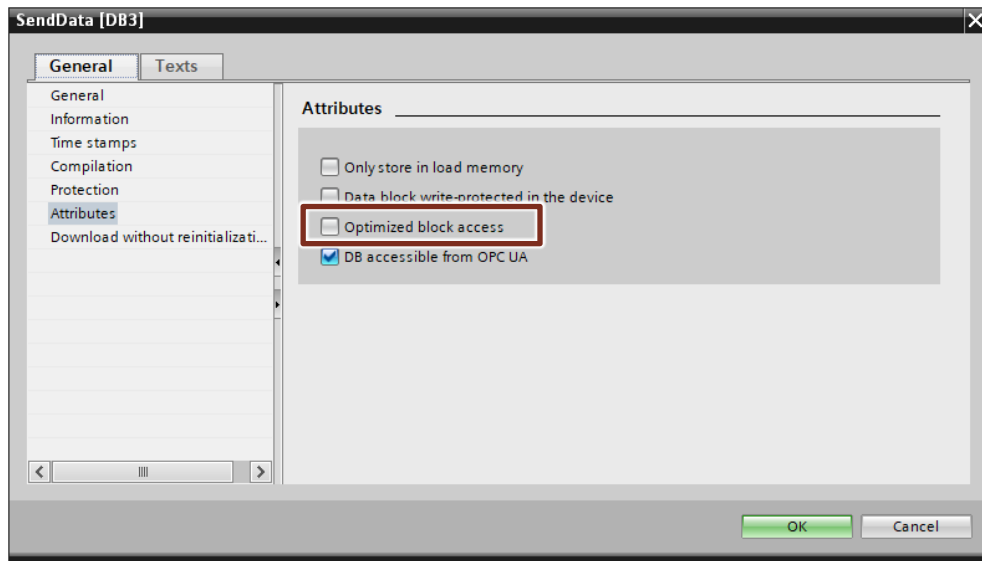 SendData [DB3]
General
Texts
General
Information
Time stamps
Compilation
Protection
Attributes
Download without reinitializati...
Attributes
Only store in load memory
Data block write-protected in the device
Optimized block access
DB accessible from OPC UA
OK
Cancel